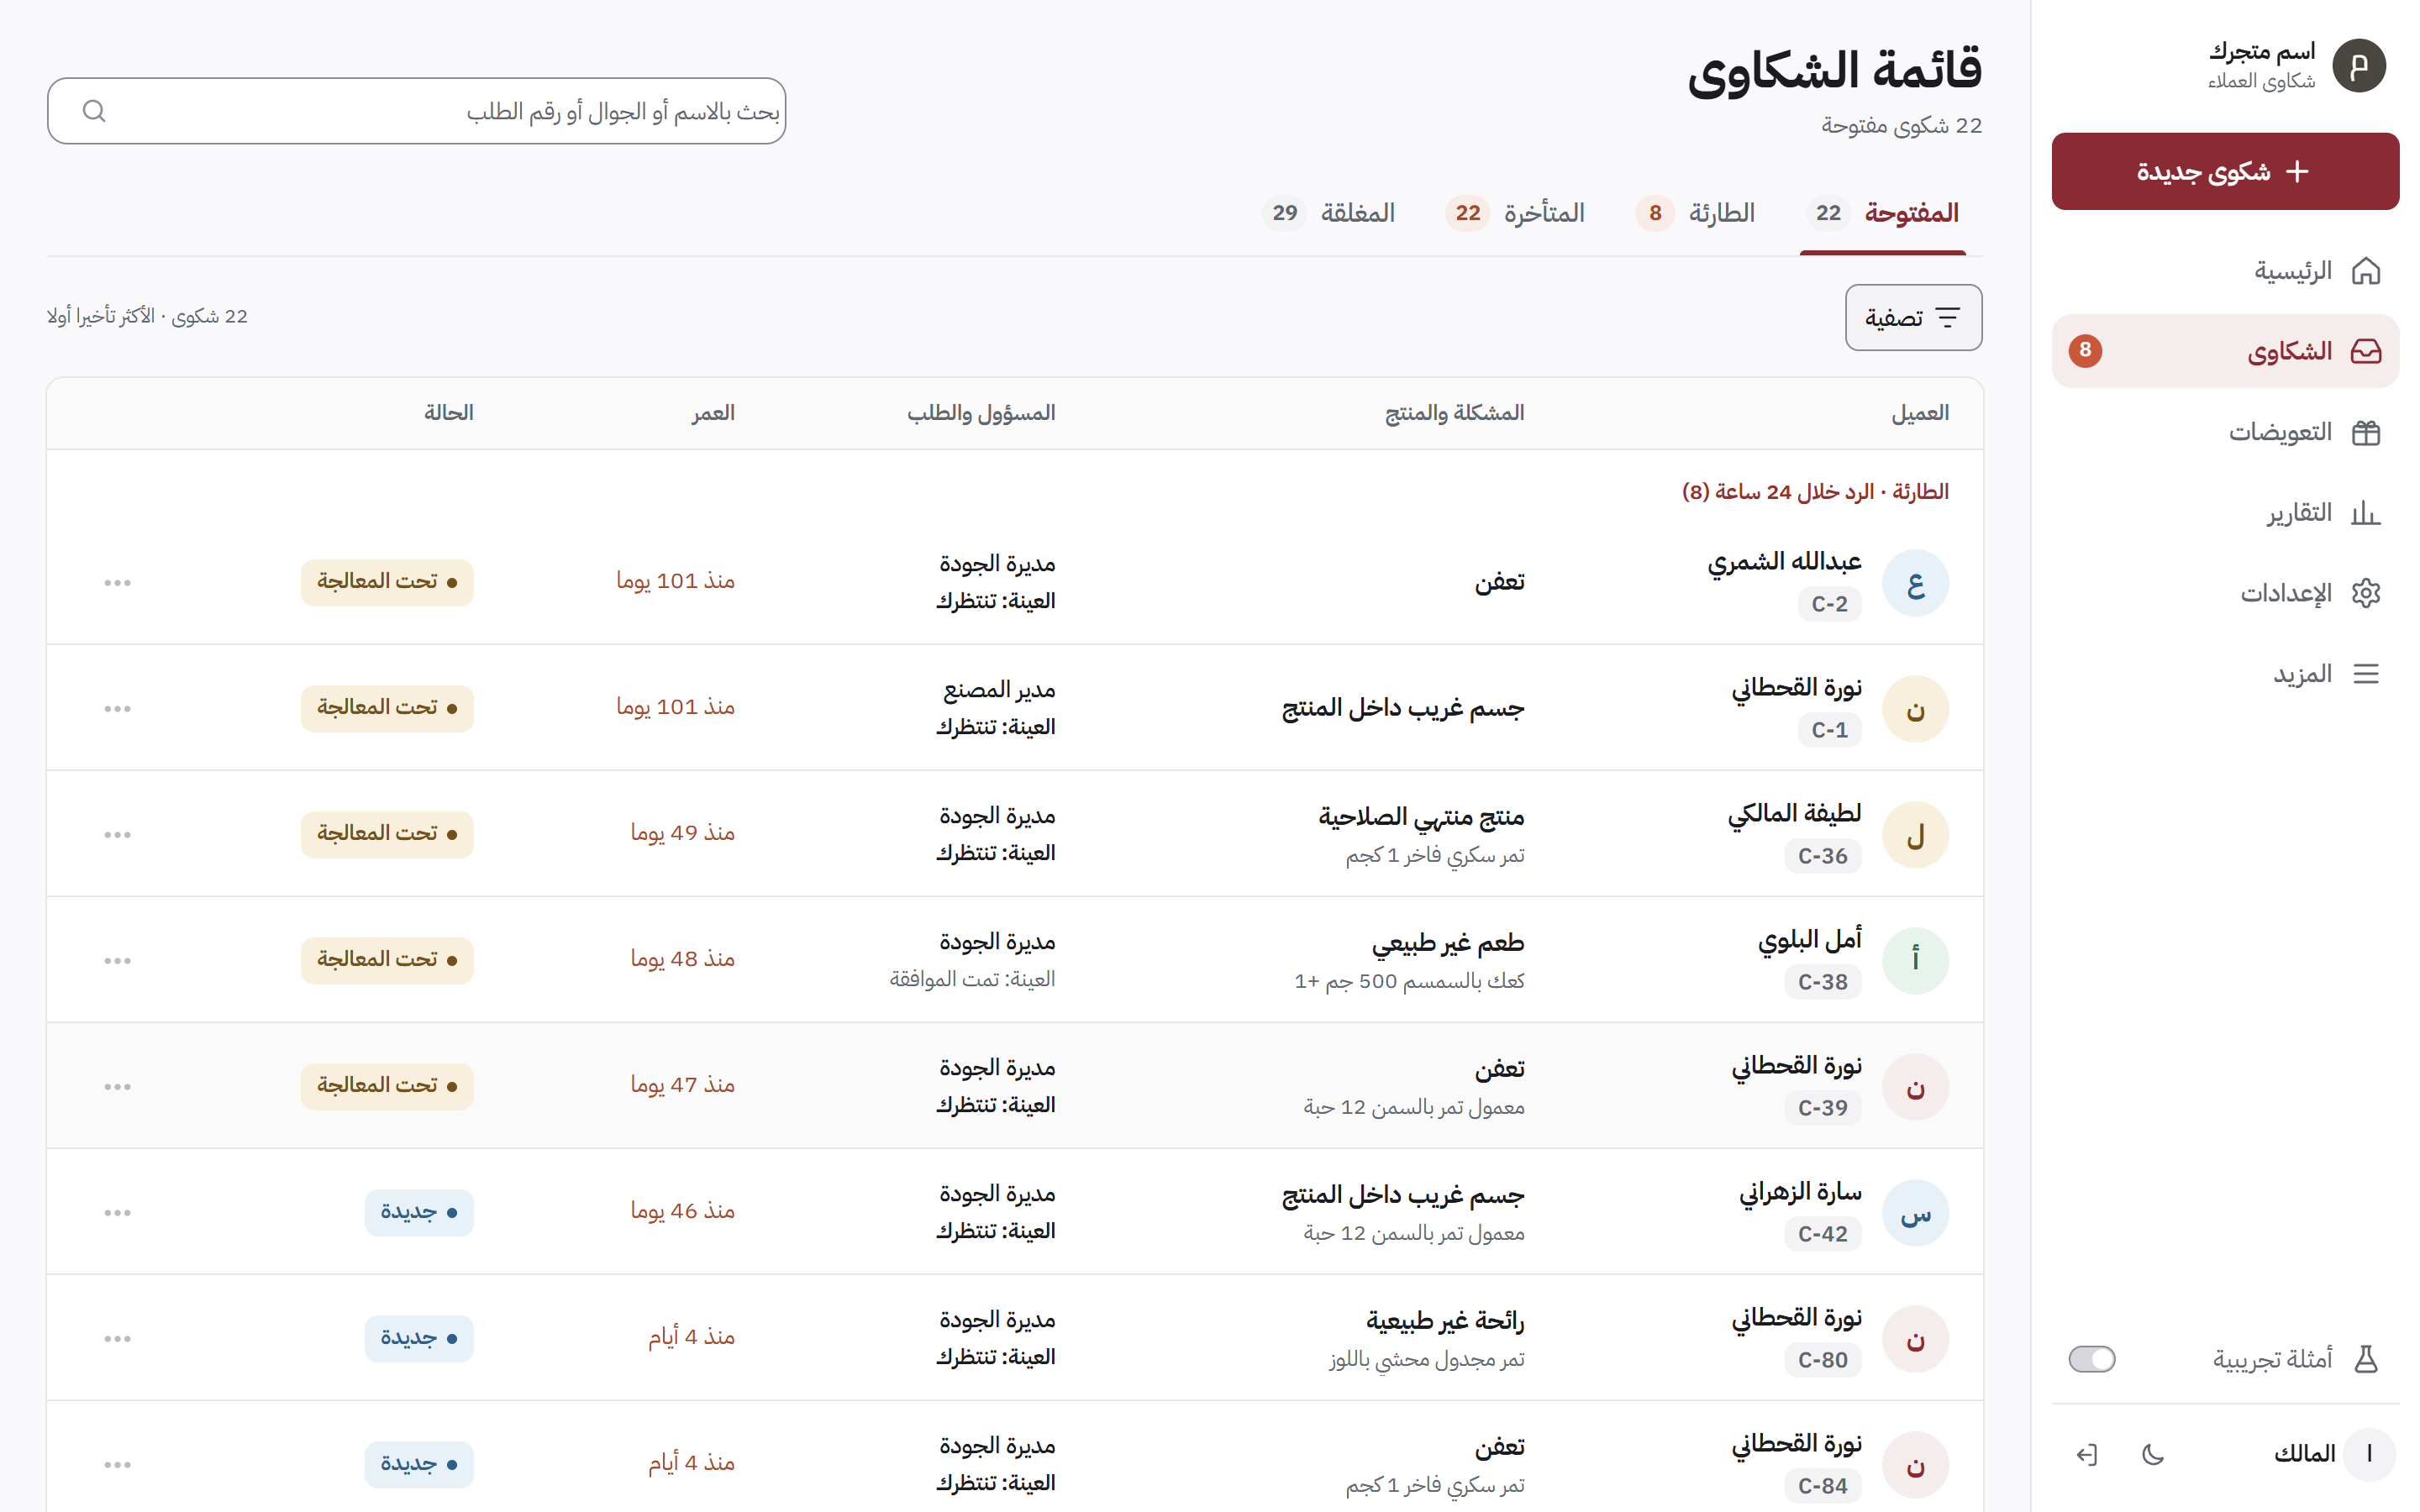 م
اسم متجرك
شكاوى العملاء
شكوى جديدة
الرئيسية
الشكاوى 8
التعويضات
التقارير
الإعدادات
المزيد
أمثلة تجريبية
ا المالك
قائمة الشكاوى
22 شكوى مفتوحة
بحث بالاسم أو الجوال أو رقم الطلب
المفتوحة 22 الطارئة 8 المتأخرة 22 المغلقة 29
تصفية
22 شكوى · الأكثر تأخيرا أولا
العميل المشكلة والمنتج المسؤول والطلب العمر الحالة
الطارئة · الرد خلال 24 ساعة (8)
ع
عبدالله الشمري
C-2
تعفن
مديرة الجودة
العينة: تنتظرك
منذ 101 يوما
تحت المعالجة
ن
نورة القحطاني
C-1
جسم غريب داخل المنتج
مدير المصنع
العينة: تنتظرك
منذ 101 يوما
تحت المعالجة
ل
لطيفة المالكي
C-36
منتج منتهي الصلاحية
تمر سكري فاخر 1 كجم
مديرة الجودة
العينة: تنتظرك
منذ 49 يوما
تحت المعالجة
أ
أمل البلوي
C-38
طعم غير طبيعي
كعك بالسمسم 500 جم +1
مديرة الجودة
العينة: تمت الموافقة
منذ 48 يوما
تحت المعالجة
ن
نورة القحطاني
C-39
تعفن
معمول تمر بالسمن 12 حبة
مديرة الجودة
العينة: تنتظرك
منذ 47 يوما
تحت المعالجة
س
سارة الزهراني
C-42
جسم غريب داخل المنتج
معمول تمر بالسمن 12 حبة
مديرة الجودة
العينة: تنتظرك
منذ 46 يوما
جديدة
ن
نورة القحطاني
C-80
رائحة غير طبيعية
تمر مجدول محشي باللوز
مديرة الجودة
العينة: تنتظرك
منذ 4 أيام
جديدة
ن
نورة القحطاني
C-84
تعفن
تمر سكري فاخر 1 كجم
مديرة الجودة
العينة: تنتظرك
منذ 4 أيام
جديدة